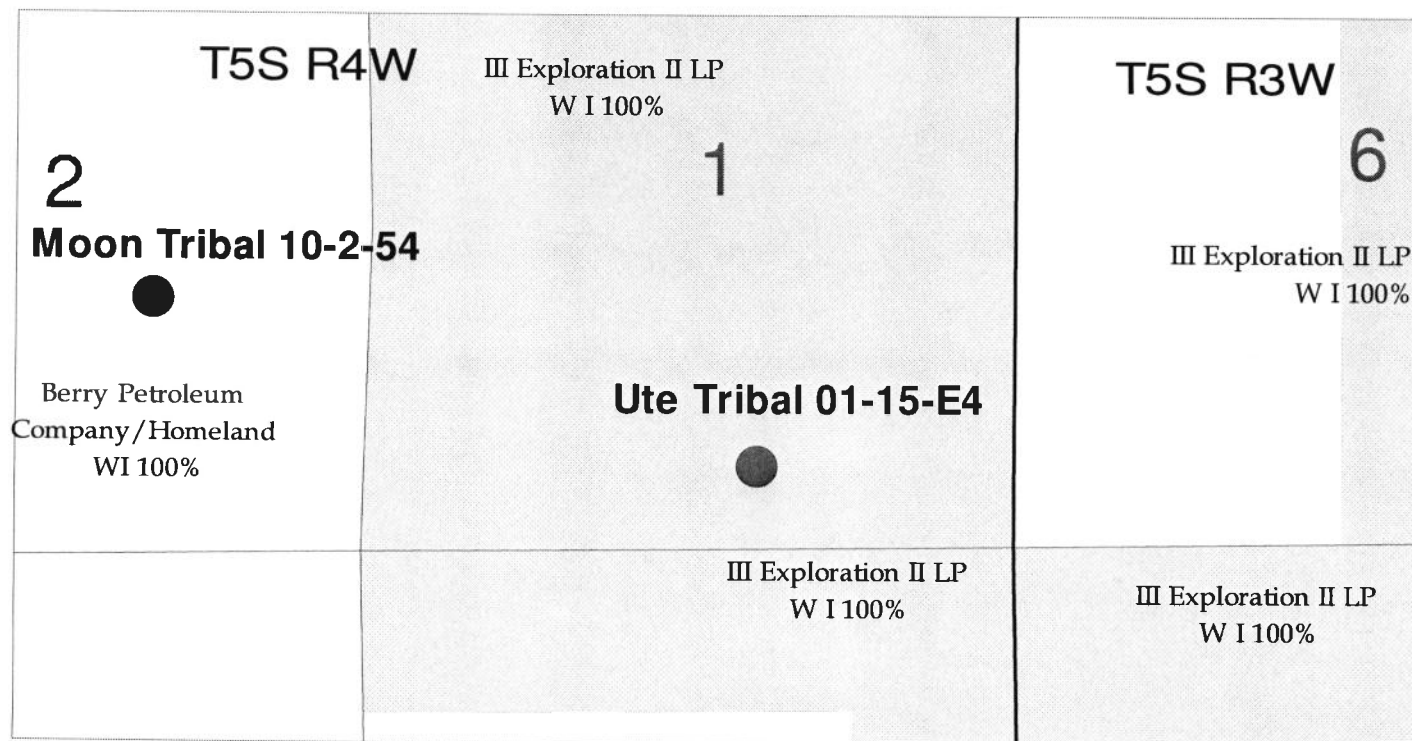 T5S R4W
III Exploration II LP
W I 100%
T5S R3W
2
1
6
Moon Tribal 10-2-54
III Exploration II LP
W I 100%
Berry Petroleum
Company/Homeland
WI 100%
Ute Tribal 01-15-E4
III Exploration II LP
W I 100%
III Exploration II LP
W I 100%